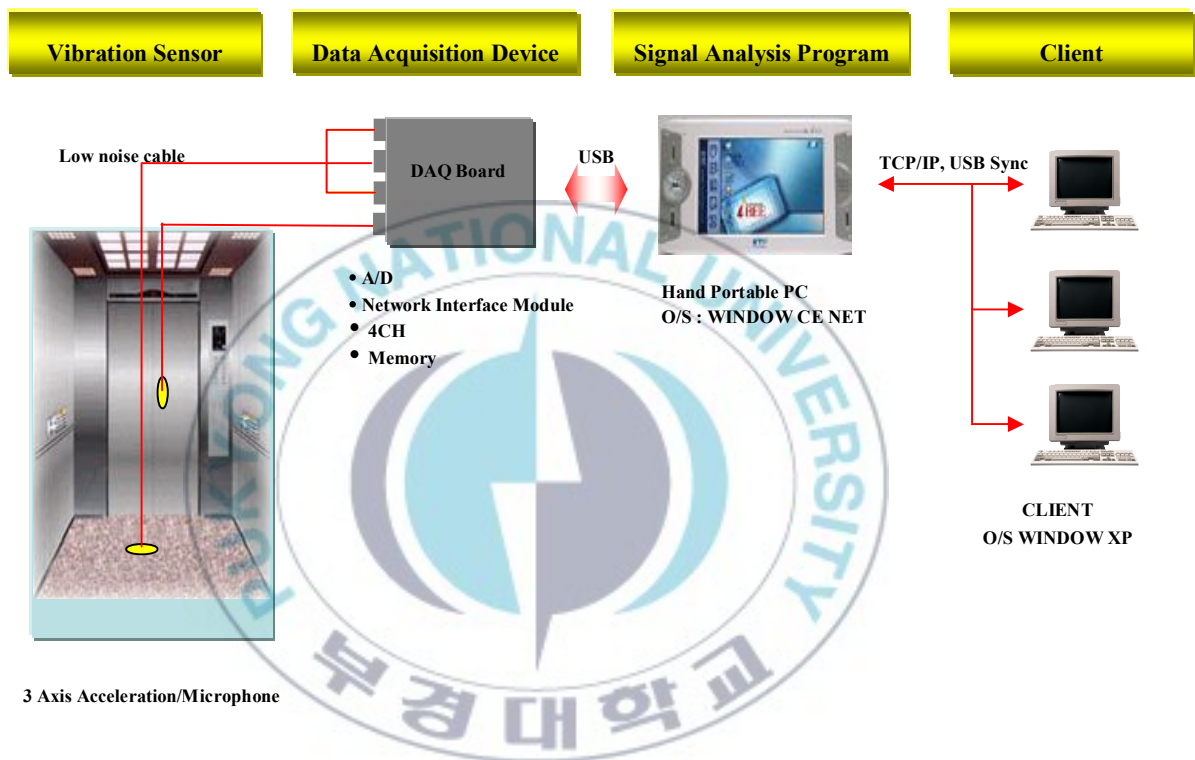 Vibration Sensor
Data Acquisition Device
Signal Analysis Program
Client
Low noise cable
DAQ Board
USB
TCP/IP, USB Sync
• A/D
• Network Interface Module
• 4CH
• Memory
Hand Portable PC
O/S : WINDOW CE NET
CLIENT
O/S WINDOW XP
3 Axis Acceleration/Microphone
PUKYONG NATIONAL UNIVERSITY
부경대학교